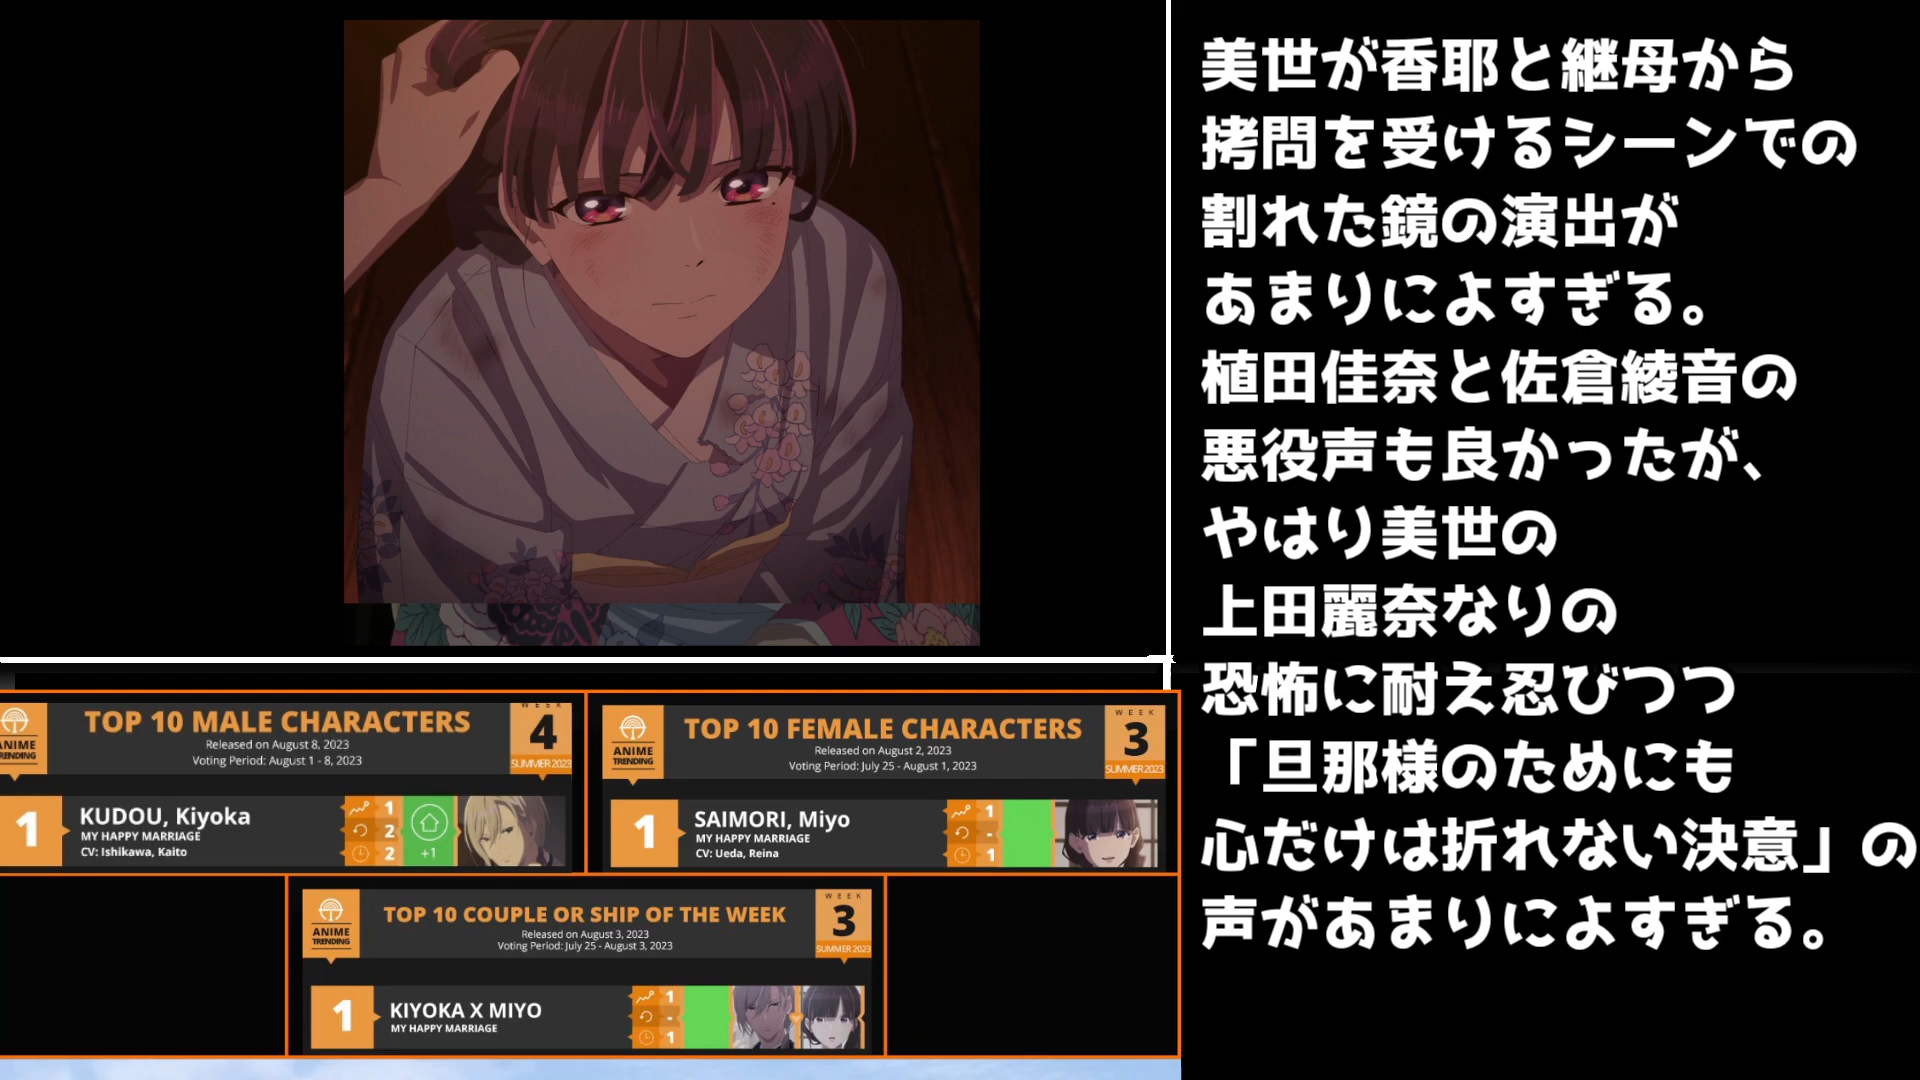 美世が香耶と継母から
拷問を受けるシーンでの
割れた鏡の演出が
あまりによすぎる。
植田佳奈と佐倉綾音の
悪役声も良かったが、
やはり美世の
上田麗奈なりの
恐怖に耐え忍びつつ
「旦那様のためにも
心だけは折れない決意」の
声があまりによすぎる。
ANIME
TRENDING
TOP 10 MALE CHARACTERS
Released on August 8, 2023
Voting Period: August 1 - 8, 2023
WEEK
4
SUMMER 2023
1
KUDOU, Kiyoka
MY HAPPY MARRIAGE
CV: Ishikawa, Kaito
1
2
2
+1
ANIME
TRENDING
TOP 10 FEMALE CHARACTERS
Released on August 2, 2023
Voting Period: July 25 - August 1, 2023
WEEK
3
SUMMER 2023
1
SAIMORI, Miyo
MY HAPPY MARRIAGE
CV: Ueda, Reina
1
-
1
ANIME
TRENDING
TOP 10 COUPLE OR SHIP OF THE WEEK
Released on August 3, 2023
Voting Period: July 25 - August 3, 2023
WEEK
3
SUMMER 2023
1
KIYOKA X MIYO
MY HAPPY MARRIAGE
1
-
1